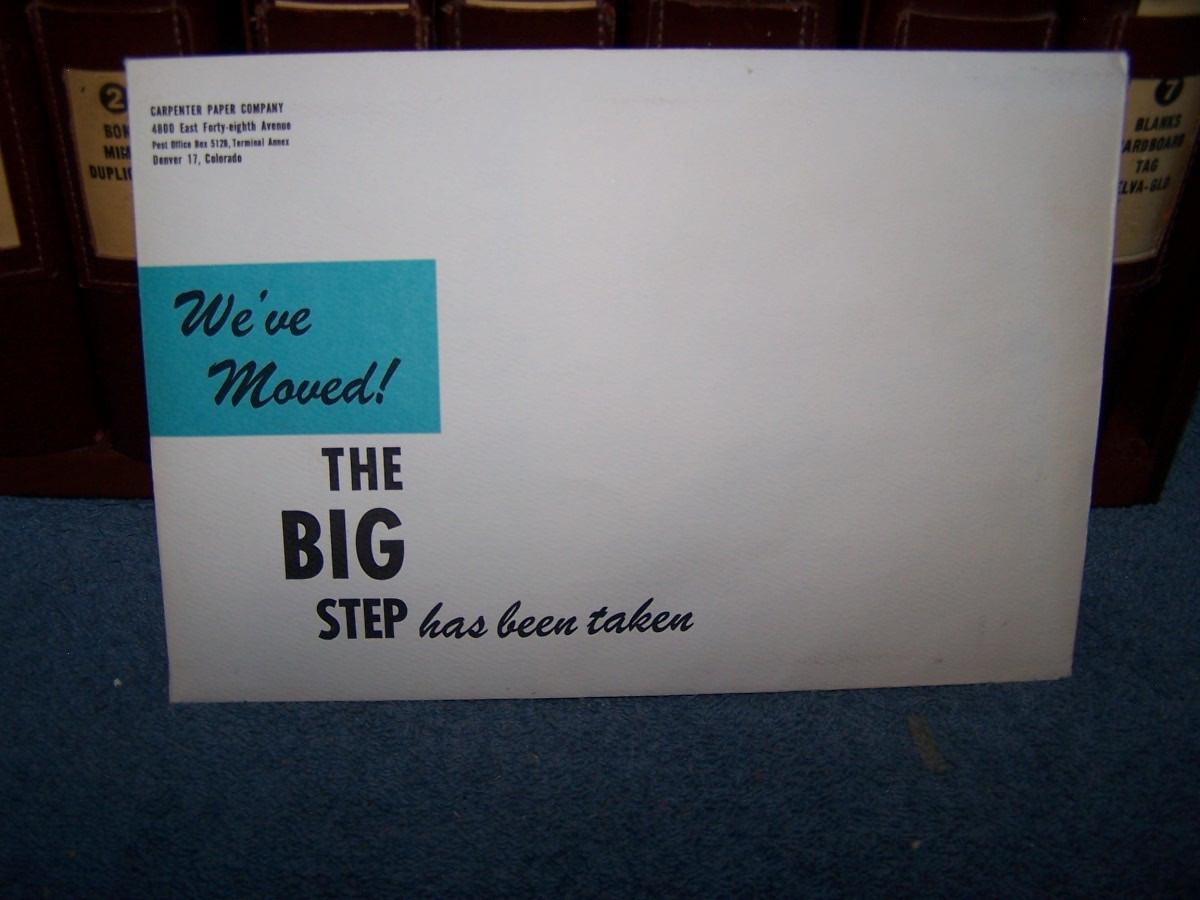 CARPENTER PAPER COMPANY
4800 East Forty-eighth Avenue
Post Office Box 5128, Terminal Annex
Denver 17, Colorado
We've
Moved!
THE
BIG
STEP has been taken
2
7
BLANKS
TAG